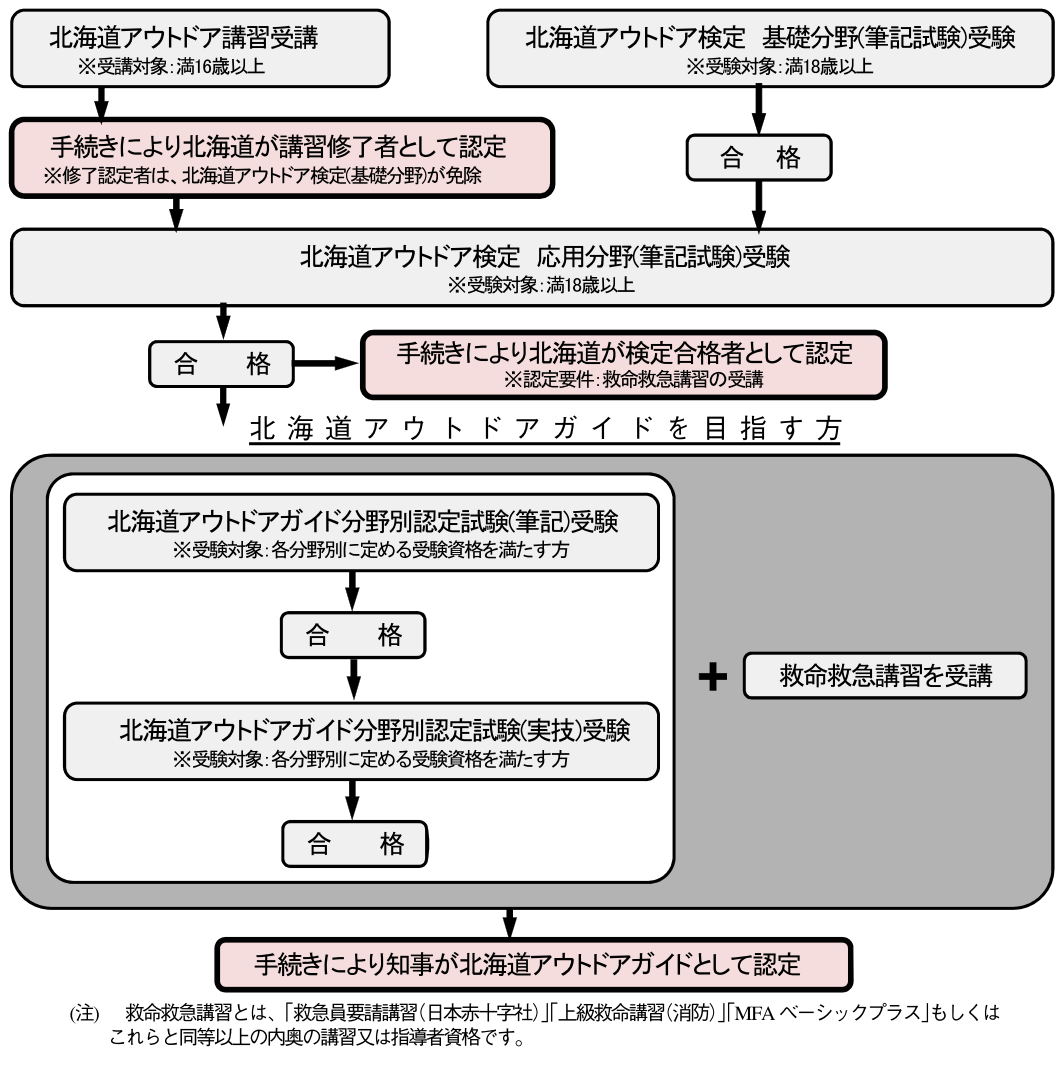 北海道アウトドア講習受講
※受講対象：満16歳以上
北海道アウトドア検定　基礎分野(筆記試験)受験
※受験対象：満18歳以上
手続きにより北海道が講習修了者として認定
※修了認定者は、北海道アウトドア検定(基礎分野)が免除
合　格
北海道アウトドア検定　応用分野(筆記試験)受験
※受験対象：満18歳以上
合　格
手続きにより北海道が検定合格者として認定
※認定要件：救命救急講習の受講
北海道アウトドアガイドを目指す方
北海道アウトドアガイド分野別認定試験(筆記)受験
※受験対象：各分野別に定める受験資格を満たす方
合　格
＋
救命救急講習を受講
北海道アウトドアガイド分野別認定試験(実技)受験
※受験対象：各分野別に定める受験資格を満たす方
合　格
手続きにより知事が北海道アウトドアガイドとして認定
(注)　救命救急講習とは、「救急員要請講習（日本赤十字社）」「上級救命講習（消防）」「MFA ベーシックプラス」もしくは
これらと同等以上の内奥の講習又は指導者資格です。